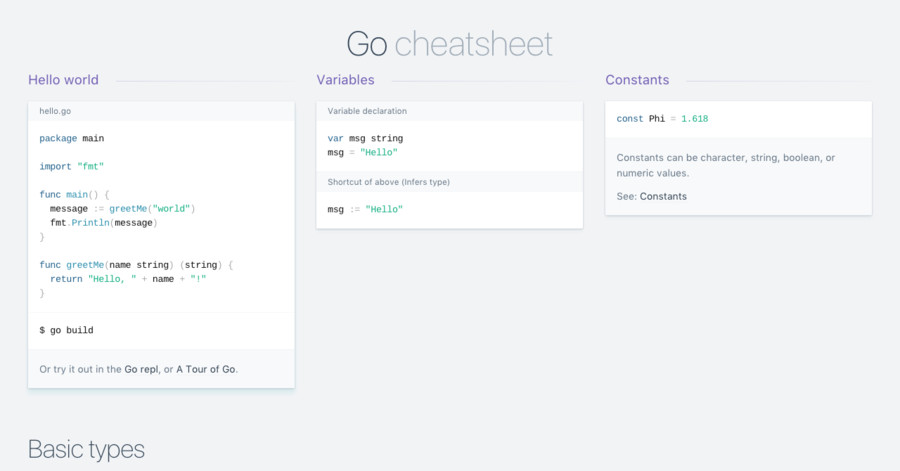 Go cheatsheet
Hello world
hello.go
package main
import "fmt"
func main() {
  message := greetMe("world")
  fmt.Println(message)
}
func greetMe(name string) (string) {
  return "Hello, " + name + "!"
}
$ go build
Or try it out in the Go repl, or A Tour of Go.
Variables
Variable declaration
var msg string
msg = "Hello"
Shortcut of above (Infers type)
msg := "Hello"
Constants
const Phi = 1.618
Constants can be character, string, boolean, or
numeric values.
See: Constants
Basic types